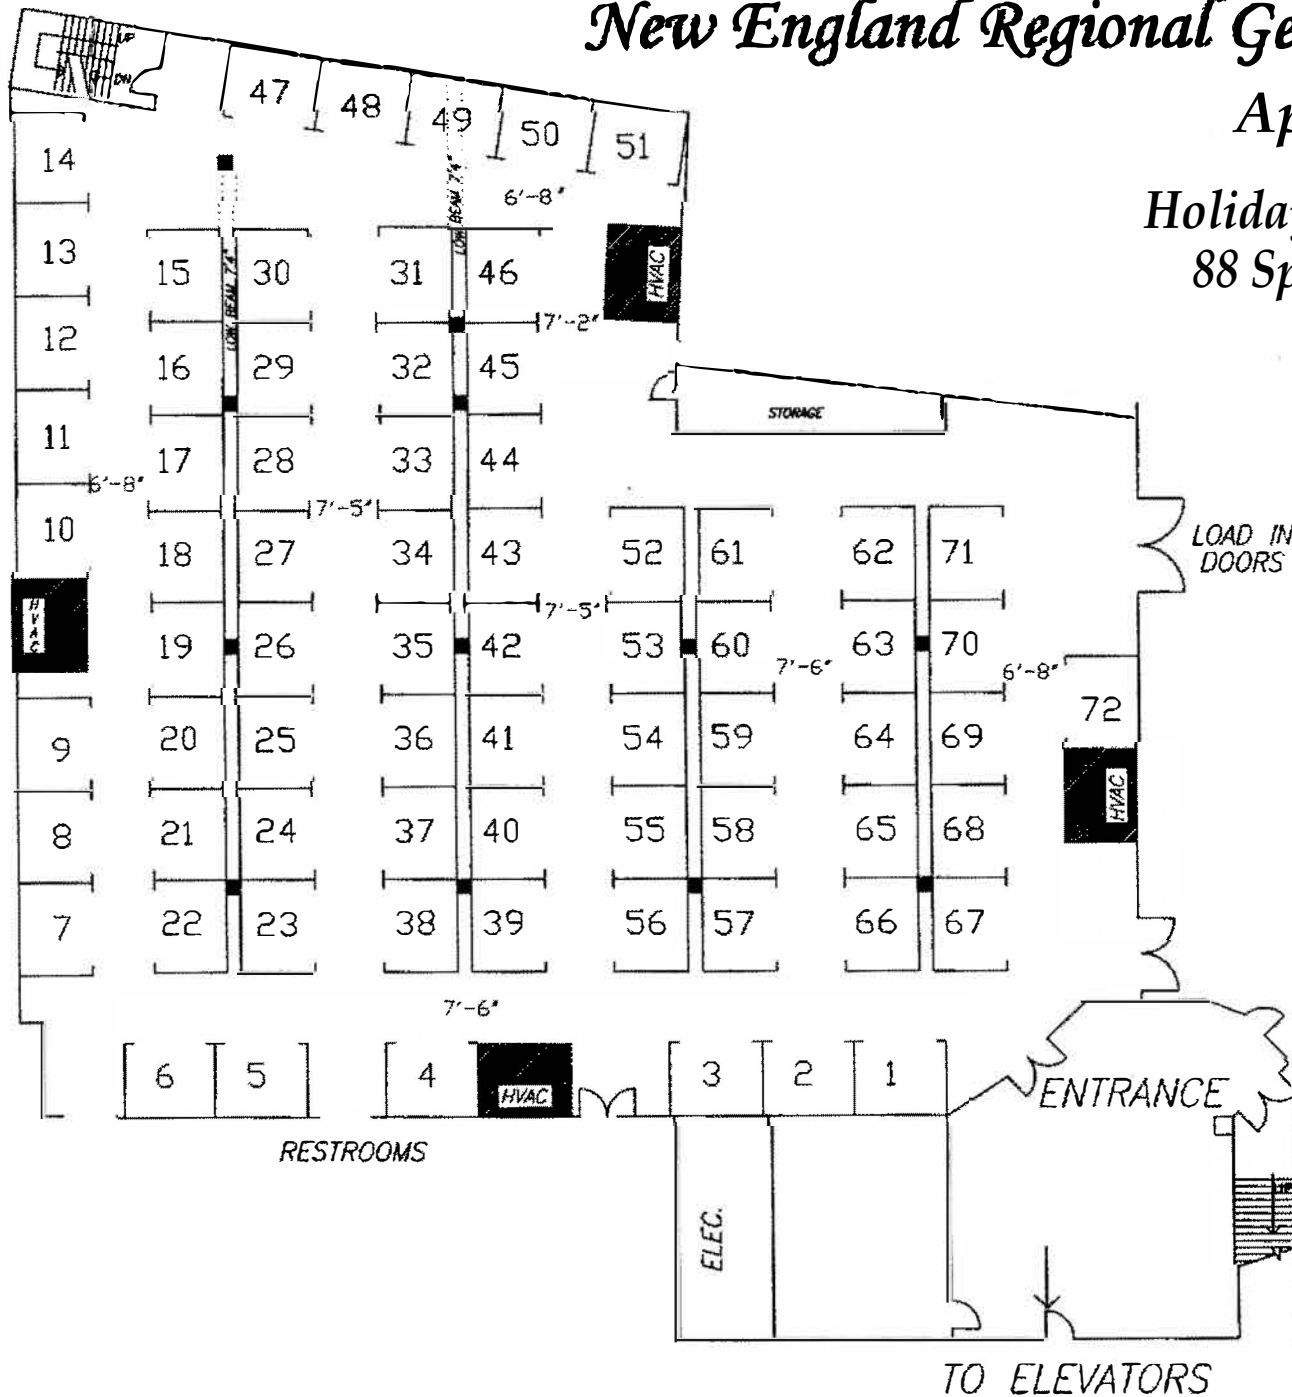 New England Regional Ge
Ap
Holiday
88 Sp
UP
DN
47 48 49 50 51
14
LOW BEAM 7'4"
6'-8"
13
15 30 31 46
HVAC
LOW BEAM 7'4"
7'-2"
12
16 29 32 45
STORAGE
11
17 28 33 44
6'-8"
7'-5"
10
18 27 34 43 52 61 62 71
LOAD IN
DOORS
HVAC
7'-5"
19 26 35 42 53 60 63 70
7'-6"
6'-8"
72
9
20 25 36 41 54 59 64 69
HVAC
8
21 24 37 40 55 58 65 68
7
22 23 38 39 56 57 66 67
7'-6"
6 5 4 3 2 1
HVAC
ENTRANCE
RESTROOMS
UP
ELEC.
TO ELEVATORS